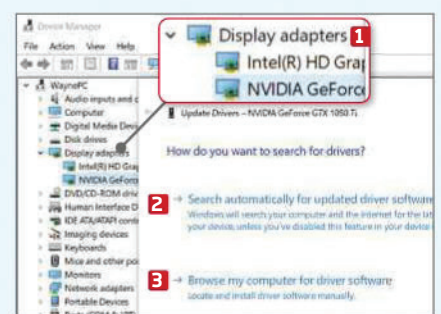 Device Manager
File Action View Help
WaynePC
Audio inputs and
Computer
Digital Media Devi
Disk drives
Display adapters
Intel(R) HD Grap
NVIDIA GeForce
DVD/CD-ROM driv
Human Interface D
IDE ATA/ATAPI contr
Imaging devices
Keyboards
Mice and other poi
Monitors
Network adapters
Portable Devices
Display adapters 1
Intel(R) HD Grap
NVIDIA GeForce
Update Drivers – NVIDIA GeForce GTX 1050 Ti
How do you want to search for drivers?
2 → Search automatically for updated driver software
Windows will search your computer and the internet for the lat
your device, unless you've disabled this feature in your device i
3 → Browse my computer for driver software
Locate and install driver software manually.